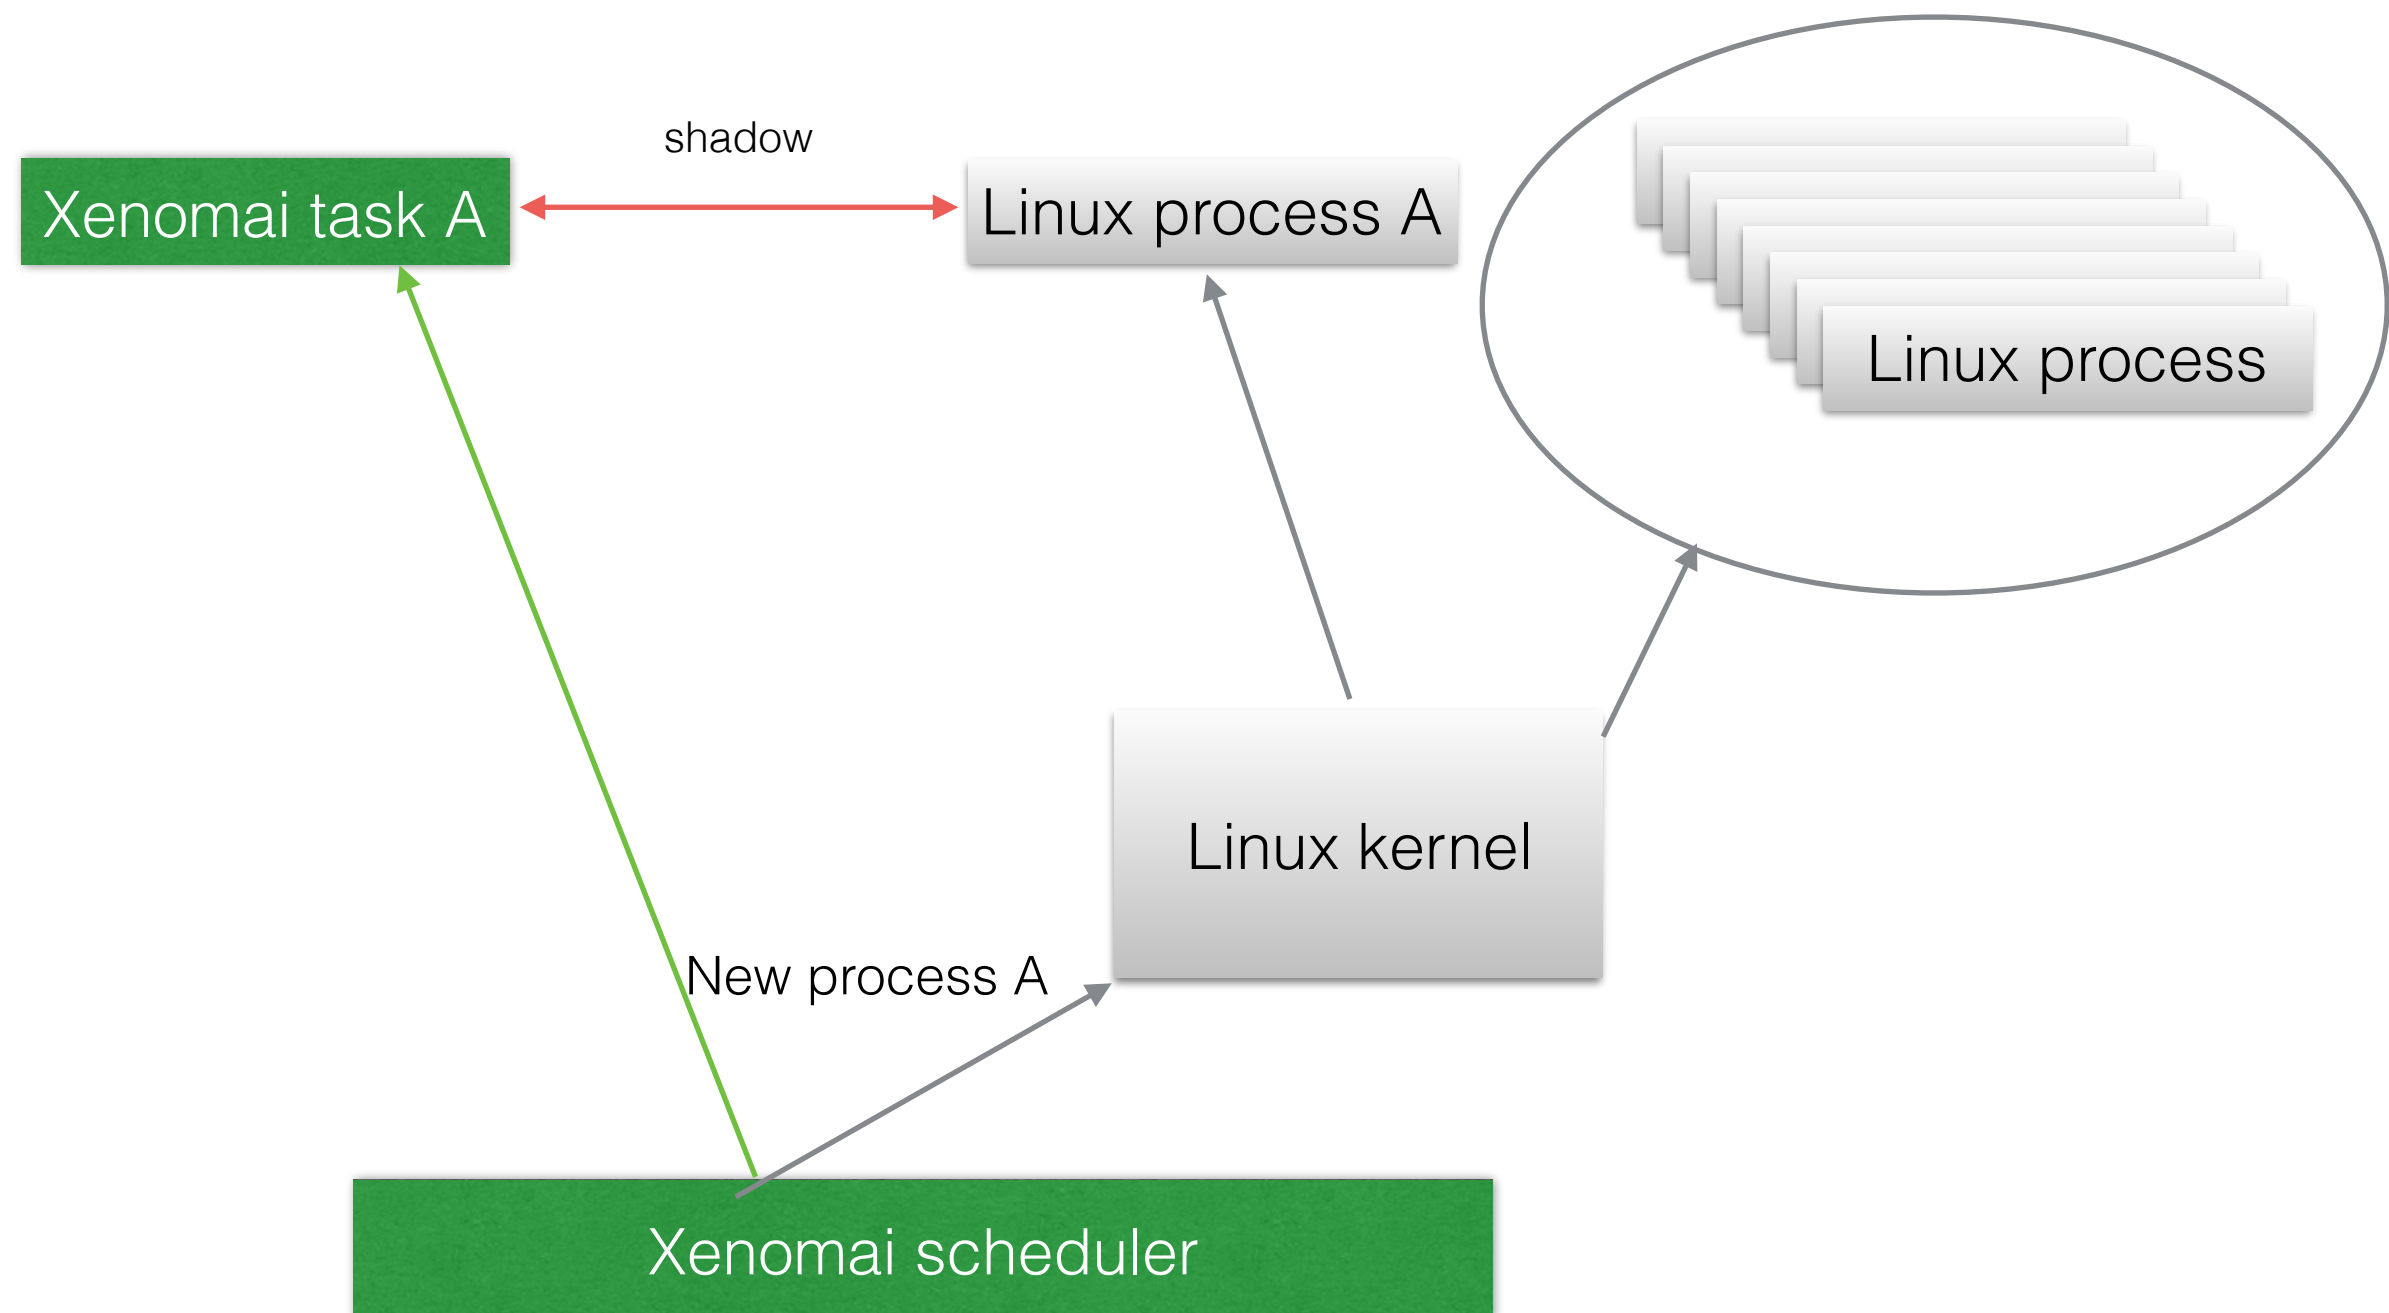 shadow
Xenomai task A
Linux process A
Linux process
Linux kernel
New process A
Xenomai scheduler